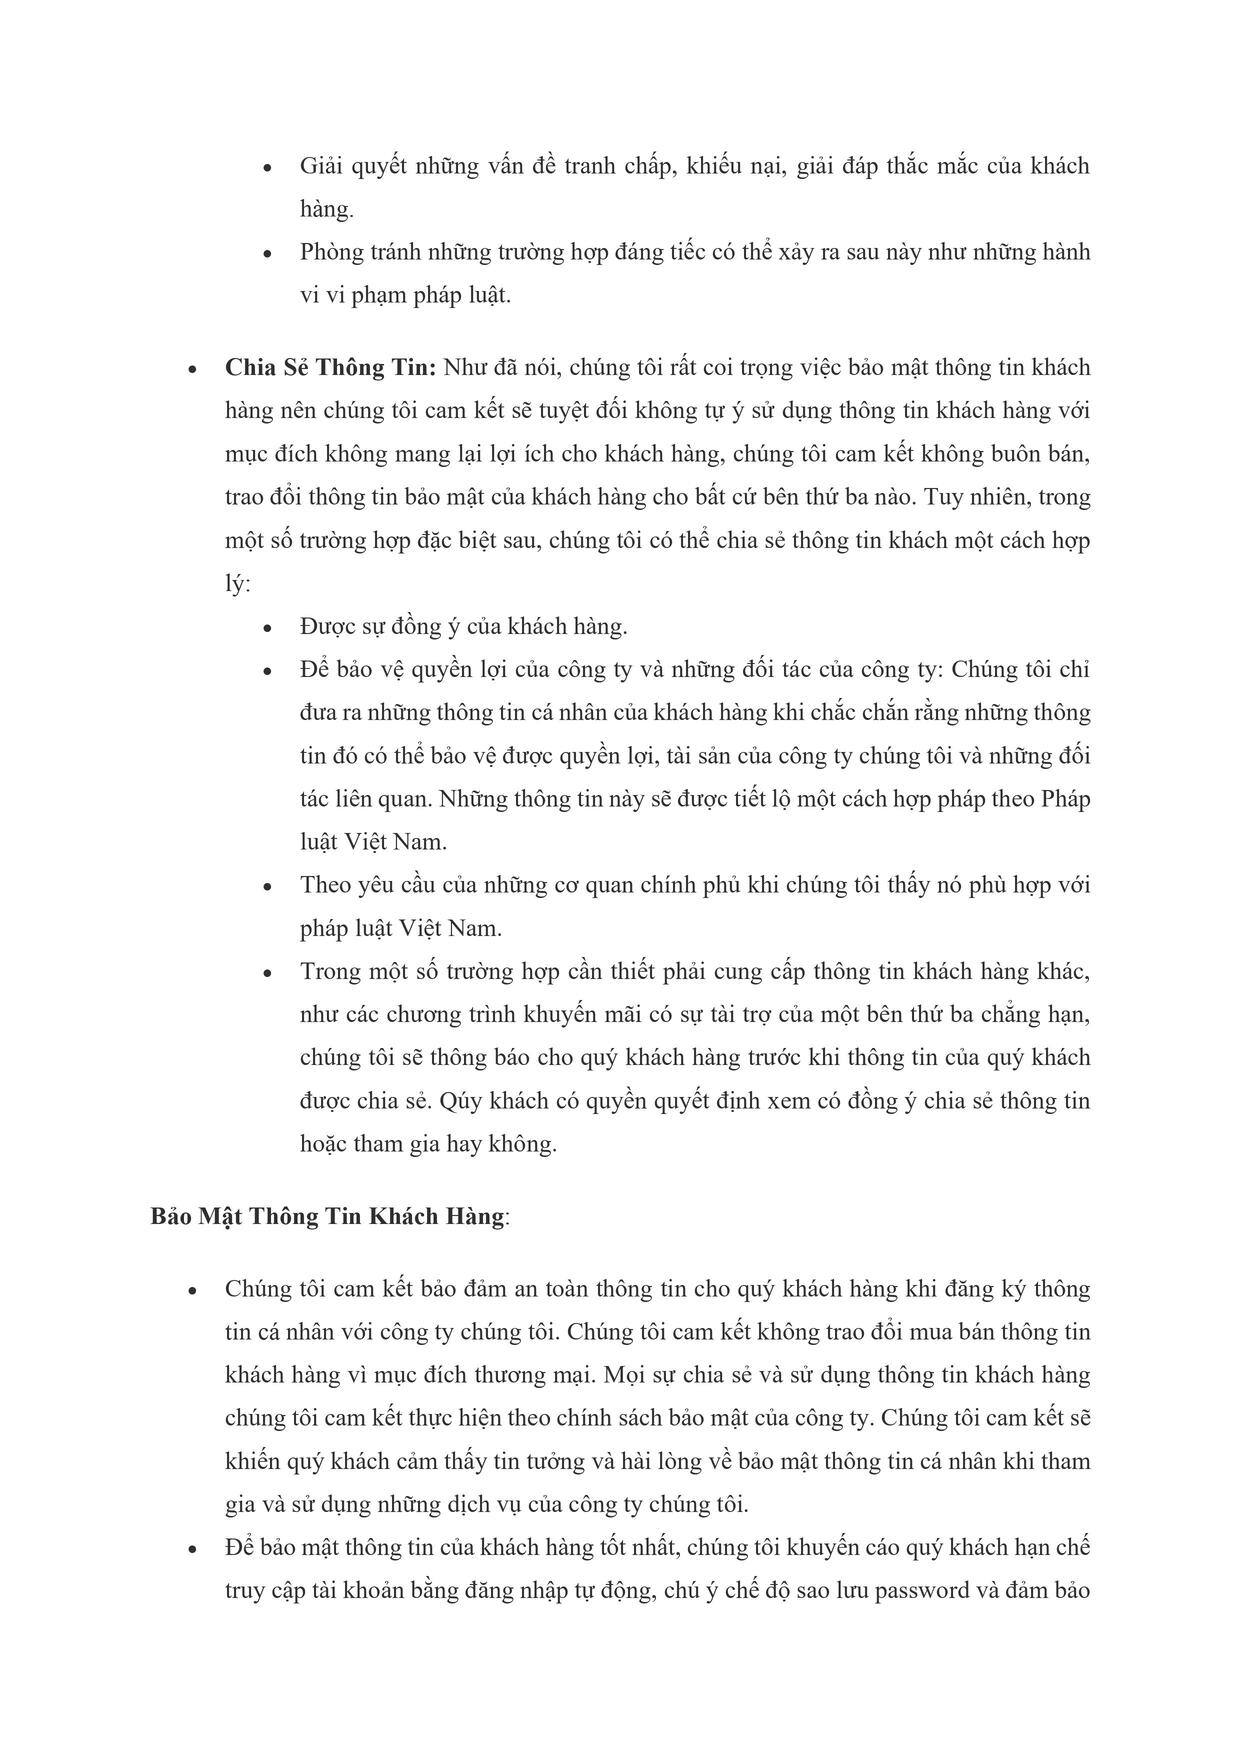 • Giải quyết những vấn đề tranh chấp, khiếu nại, giải đáp thắc mắc của khách
hàng.
• Phòng tránh những trường hợp đáng tiếc có thể xảy ra sau này như những hành
vi vi phạm pháp luật.
• Chia Sẻ Thông Tin: Như đã nói, chúng tôi rất coi trọng việc bảo mật thông tin khách
hàng nên chúng tôi cam kết sẽ tuyệt đối không tự ý sử dụng thông tin khách hàng với
mục đích không mang lại lợi ích cho khách hàng, chúng tôi cam kết không buôn bán,
trao đổi thông tin bảo mật của khách hàng cho bất cứ bên thứ ba nào. Tuy nhiên, trong
một số trường hợp đặc biệt sau, chúng tôi có thể chia sẻ thông tin khách một cách hợp
lý:
• Được sự đồng ý của khách hàng.
• Để bảo vệ quyền lợi của công ty và những đối tác của công ty: Chúng tôi chỉ
đưa ra những thông tin cá nhân của khách hàng khi chắc chắn rằng những thông
tin đó có thể bảo vệ được quyền lợi, tài sản của công ty chúng tôi và những đối
tác liên quan. Những thông tin này sẽ được tiết lộ một cách hợp pháp theo Pháp
luật Việt Nam.
• Theo yêu cầu của những cơ quan chính phủ khi chúng tôi thấy nó phù hợp với
pháp luật Việt Nam.
• Trong một số trường hợp cần thiết phải cung cấp thông tin khách hàng khác,
như các chương trình khuyến mãi có sự tài trợ của một bên thứ ba chẳng hạn,
chúng tôi sẽ thông báo cho quý khách hàng trước khi thông tin của quý khách
được chia sẻ. Qúy khách có quyền quyết định xem có đồng ý chia sẻ thông tin
hoặc tham gia hay không.
Bảo Mật Thông Tin Khách Hàng:
• Chúng tôi cam kết bảo đảm an toàn thông tin cho quý khách hàng khi đăng ký thông
tin cá nhân với công ty chúng tôi. Chúng tôi cam kết không trao đổi mua bán thông tin
khách hàng vì mục đích thương mại. Mọi sự chia sẻ và sử dụng thông tin khách hàng
chúng tôi cam kết thực hiện theo chính sách bảo mật của công ty. Chúng tôi cam kết sẽ
khiến quý khách cảm thấy tin tưởng và hài lòng về bảo mật thông tin cá nhân khi tham
gia và sử dụng những dịch vụ của công ty chúng tôi.
• Để bảo mật thông tin của khách hàng tốt nhất, chúng tôi khuyến cáo quý khách hạn chế
truy cập tài khoản bằng đăng nhập tự động, chú ý chế độ sao lưu password và đảm bảo